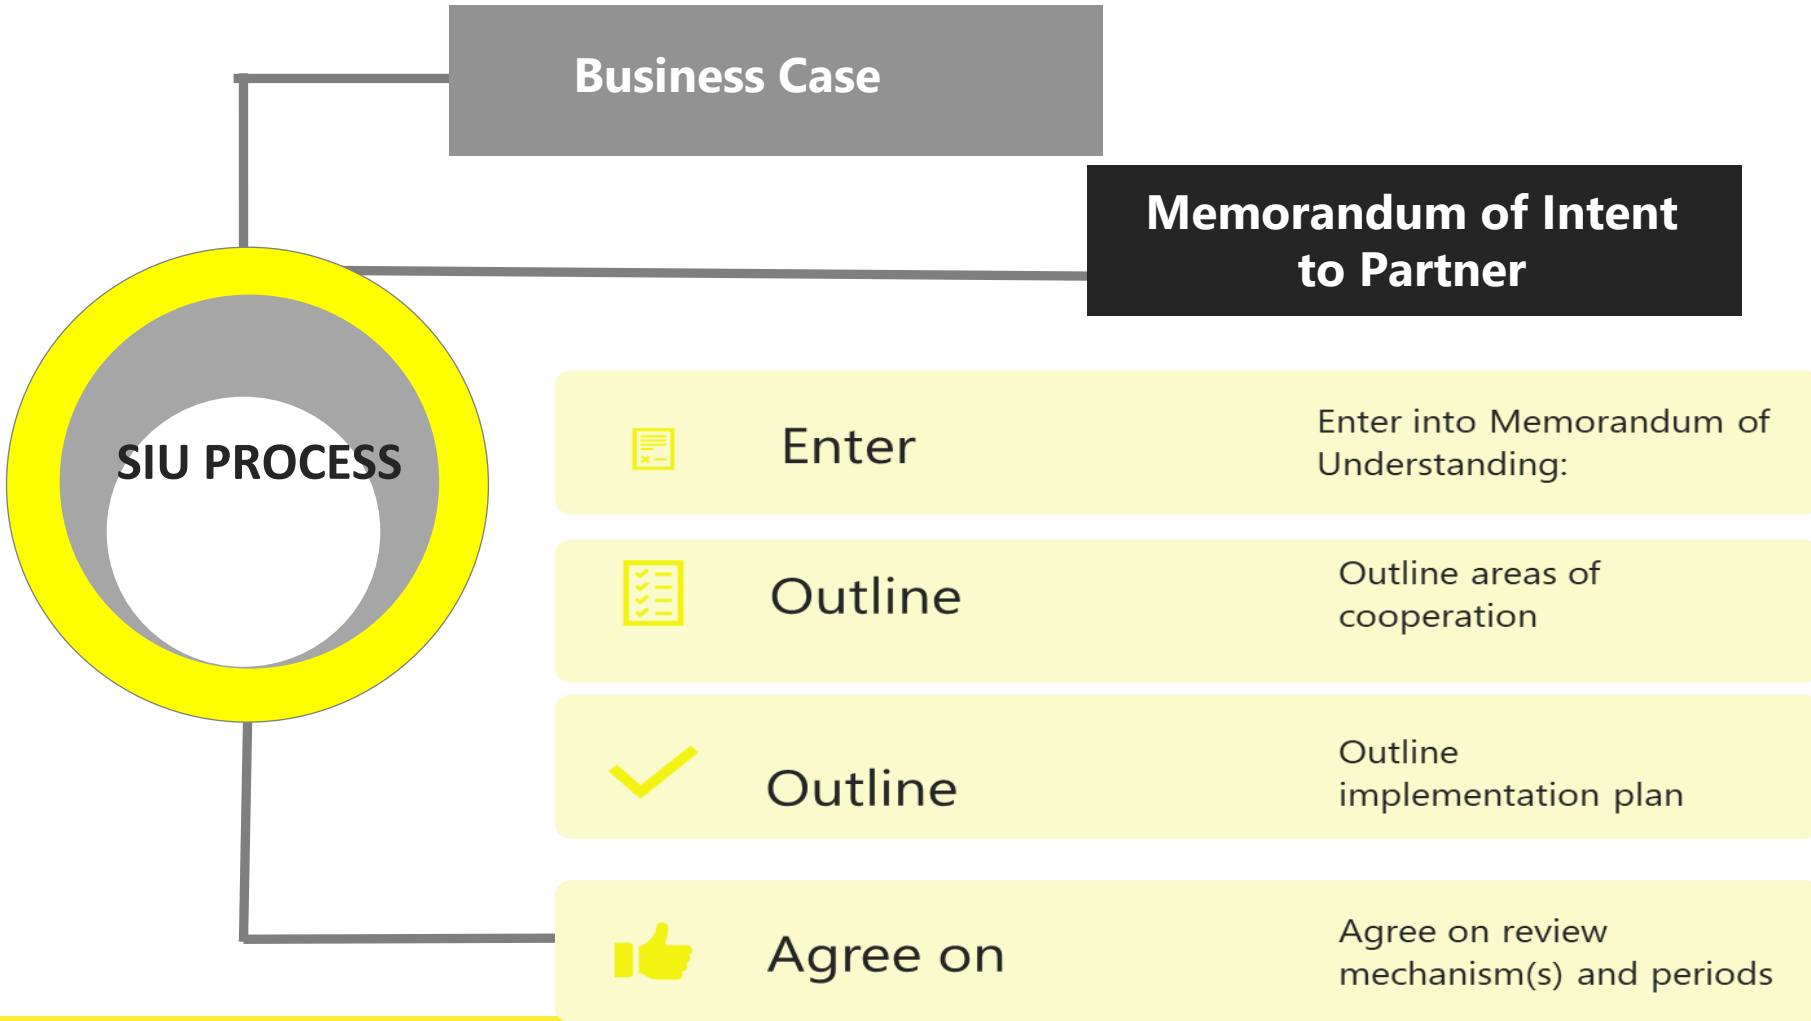 Business Case
Memorandum of Intent
to Partner
SIU PROCESS
Enter
Enter into Memorandum of
Understanding:
Outline
Outline areas of
cooperation
Outline
Outline
implementation plan
Agree on
Agree on review
mechanism(s) and periods